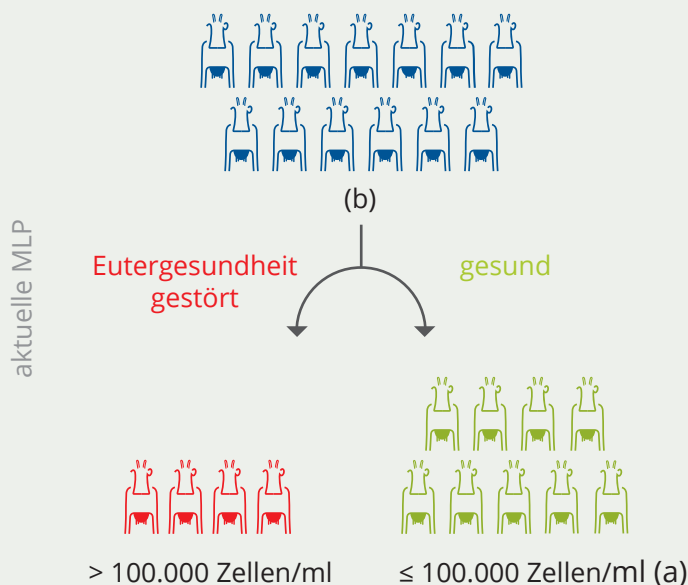 (b)
aktuelle MLP
Eutergesundheit
gestört
gesund
> 100.000 Zellen/ml
≤ 100.000 Zellen/ml (a)